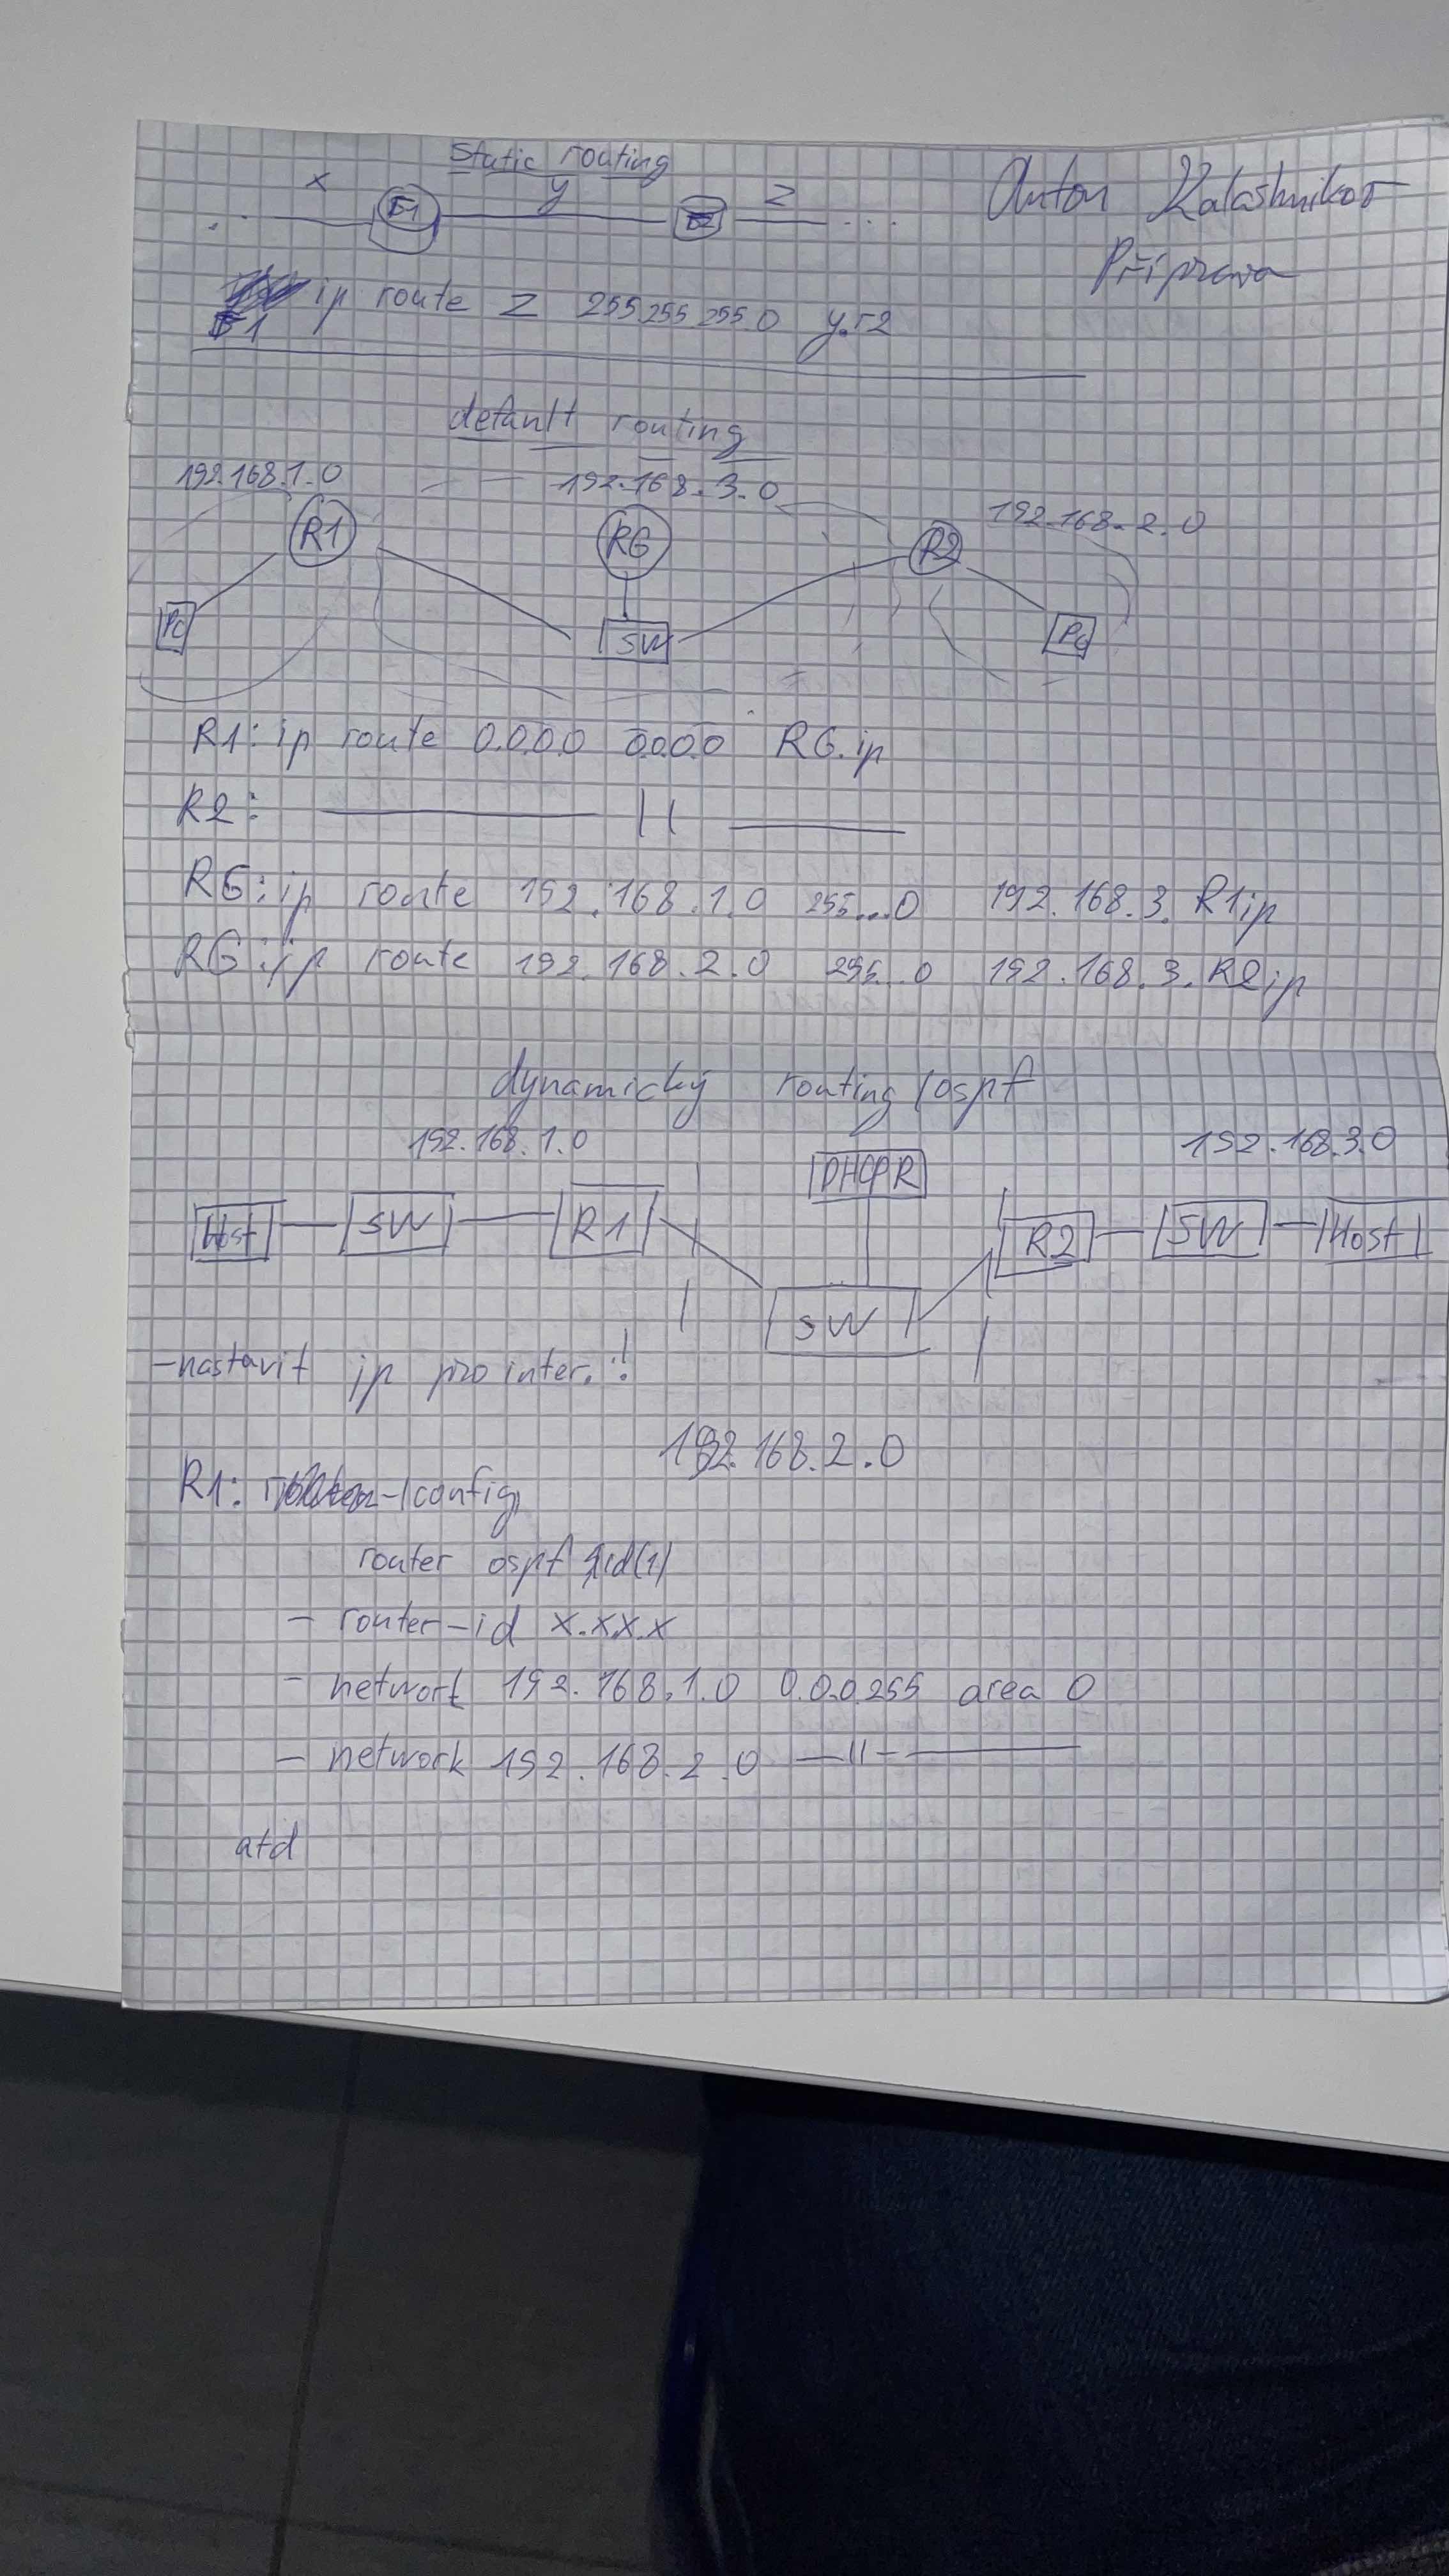 Static routing
x y z
r1 r2
Anton Kalashnikov
Příprava
r1 ip route z 255 255 255.0 y.r2
default routing
192.168.1.0 192.168.3.0 192.168.2.0
R1 RG R2
PC SW PC
R1: ip route 0.0.0.0 0.0.0.0 RG.ip
R2: ——— || ———
RG: ip route 192.168.1.0 255...0 192.168.3.R1ip
RG: ip route 192.168.2.0 255...0 192.168.3.R2ip
dynamický routing/ospf
192.168.1.0 192.168.3.0
DHCP R
Host SW R1 R2 SW Host
SW
-nastavit ip pro inter.!
192.168.2.0
R1: -/config
router ospf id(1)
- router-id x.x.x.x
- network 192.168.1.0 0.0.0.255 area 0
- network 192.168.2.0 —||— ———
atd